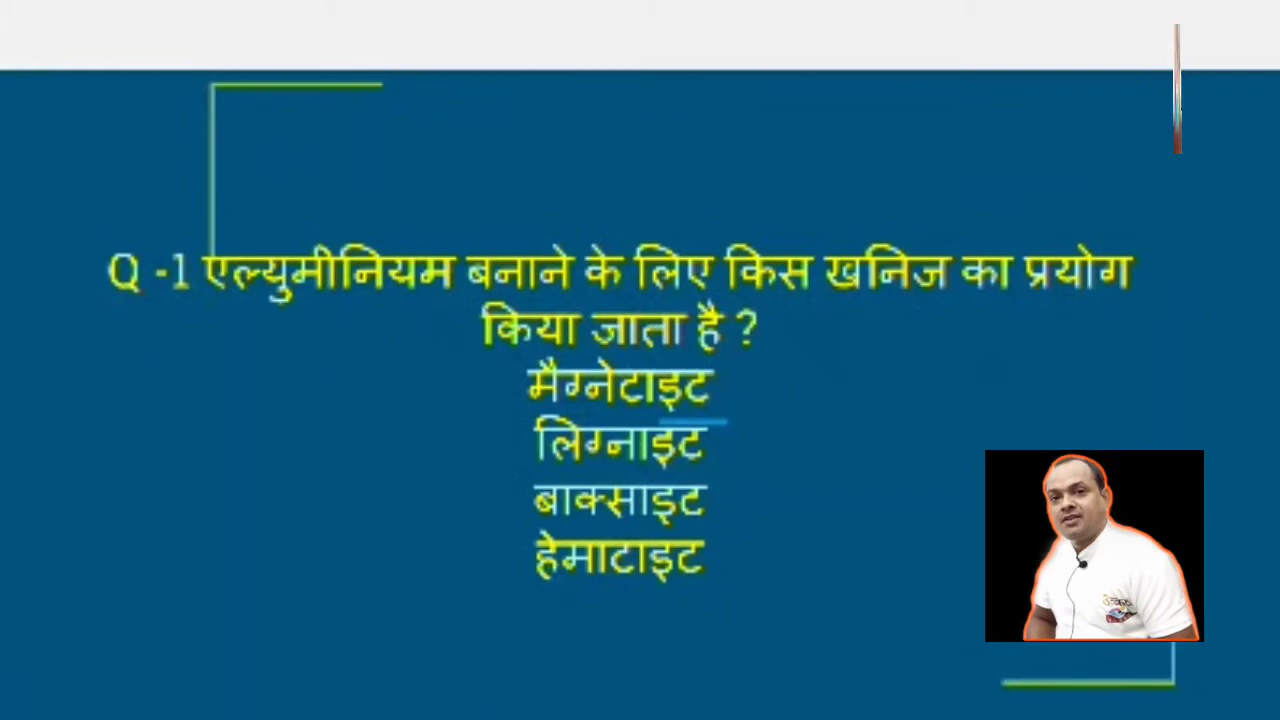 Q -1 एल्युमीनियम बनाने के लिए किस खनिज का प्रयोग
किया जाता है ?
मैग्नेटाइट
लिग्नाइट
बाक्साइट
हेमाटाइट